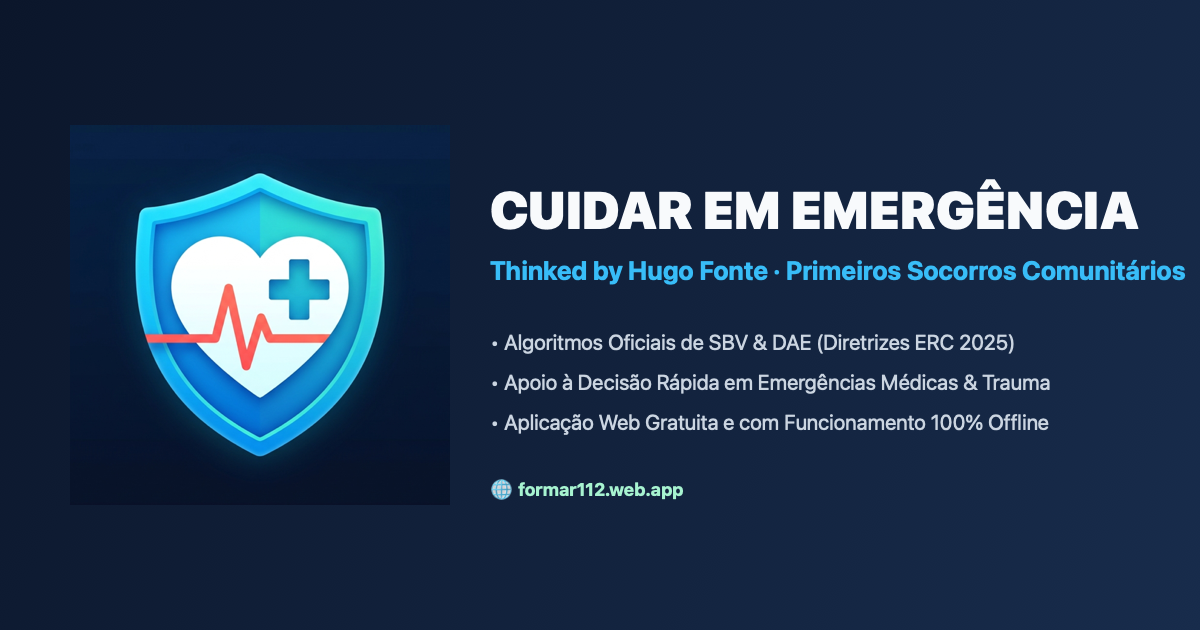 CUIDAR EM EMERGÊNCIA
Thinked by Hugo Fonte · Primeiros Socorros Comunitários
• Algoritmos Oficiais de SBV & DAE (Diretrizes ERC 2025)
• Apoio à Decisão Rápida em Emergências Médicas & Trauma
• Aplicação Web Gratuita e com Funcionamento 100% Offline
🌐 formar112.web.app